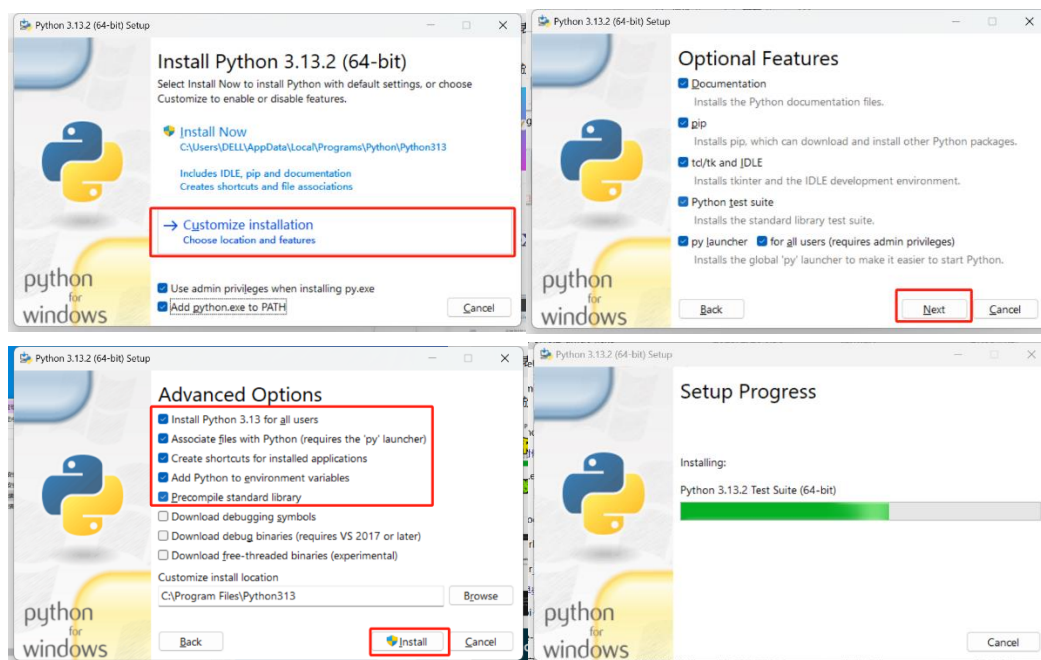 Python 3.13.2 (64-bit) Setup
Install Python 3.13.2 (64-bit)
Select Install Now to install Python with default settings, or choose
Customize to enable or disable features.
Install Now
C:\Users\DELL\AppData\Local\Programs\Python\Python313
Includes IDLE, pip and documentation
Creates shortcuts and file associations
Customize installation
Choose location and features
Use admin privileges when installing py.exe
Add python.exe to PATH
Cancel
python
for
windows
Python 3.13.2 (64-bit) Setup
Optional Features
Documentation
Installs the Python documentation files.
pip
Installs pip, which can download and install other Python packages.
tcl/tk and IDLE
Installs tkinter and the IDLE development environment.
Python test suite
Installs the standard library test suite.
py launcher for all users (requires admin privileges)
Installs the global 'py' launcher to make it easier to start Python.
Back Next Cancel
python
for
windows
Python 3.13.2 (64-bit) Setup
Advanced Options
Install Python 3.13 for all users
Associate files with Python (requires the 'py' launcher)
Create shortcuts for installed applications
Add Python to environment variables
Precompile standard library
Download debugging symbols
Download debug binaries (requires VS 2017 or later)
Download free-threaded binaries (experimental)
Customize install location
C:\Program Files\Python313 Browse
Back Install Cancel
python
for
windows
Python 3.13.2 (64-bit) Setup
Setup Progress
Installing:
Python 3.13.2 Test Suite (64-bit)
Cancel
python
for
windows